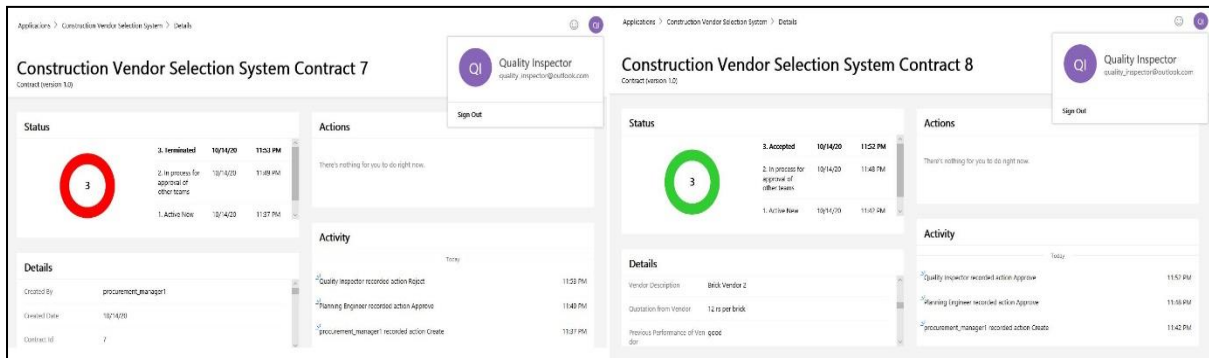 Applications > Construction Vendor Selection System > Details
QI
Quality Inspector
quality_inspector@outlook.com
Sign Out
Construction Vendor Selection System Contract 7
Contract (version 1.0)
Status
3
3. Terminated 10/14/20 11:53 PM
2. In process for 10/14/20 11:49 PM
approval of
other teams
1. Active New 10/14/20 11:37 PM
Actions
There's nothing for you to do right now.
Details
Created By procurement_manager1
Created Date 10/14/20
Contract Id 7
Activity
Today
Quality Inspector recorded action Reject 11:53 PM
Planning Engineer recorded action Approve 11:49 PM
procurement_manager1 recorded action Create 11:37 PM
Applications > Construction Vendor Selection System > Details
QI
Quality Inspector
quality_inspector@outlook.com
Sign Out
Construction Vendor Selection System Contract 8
Contract (version 1.0)
Status
3
3. Accepted 10/14/20 11:52 PM
2. In process for 10/14/20 11:48 PM
approval of
other teams
1. Active New 10/14/20 11:42 PM
Actions
There's nothing for you to do right now.
Details
Vendor Description Brick Vendor 2
Quotation from Vendor 12 rs per brick
Previous Performance of Ven good
dor
Activity
Today
Quality Inspector recorded action Approve 11:52 PM
Planning Engineer recorded action Approve 11:48 PM
procurement_manager1 recorded action Create 11:42 PM